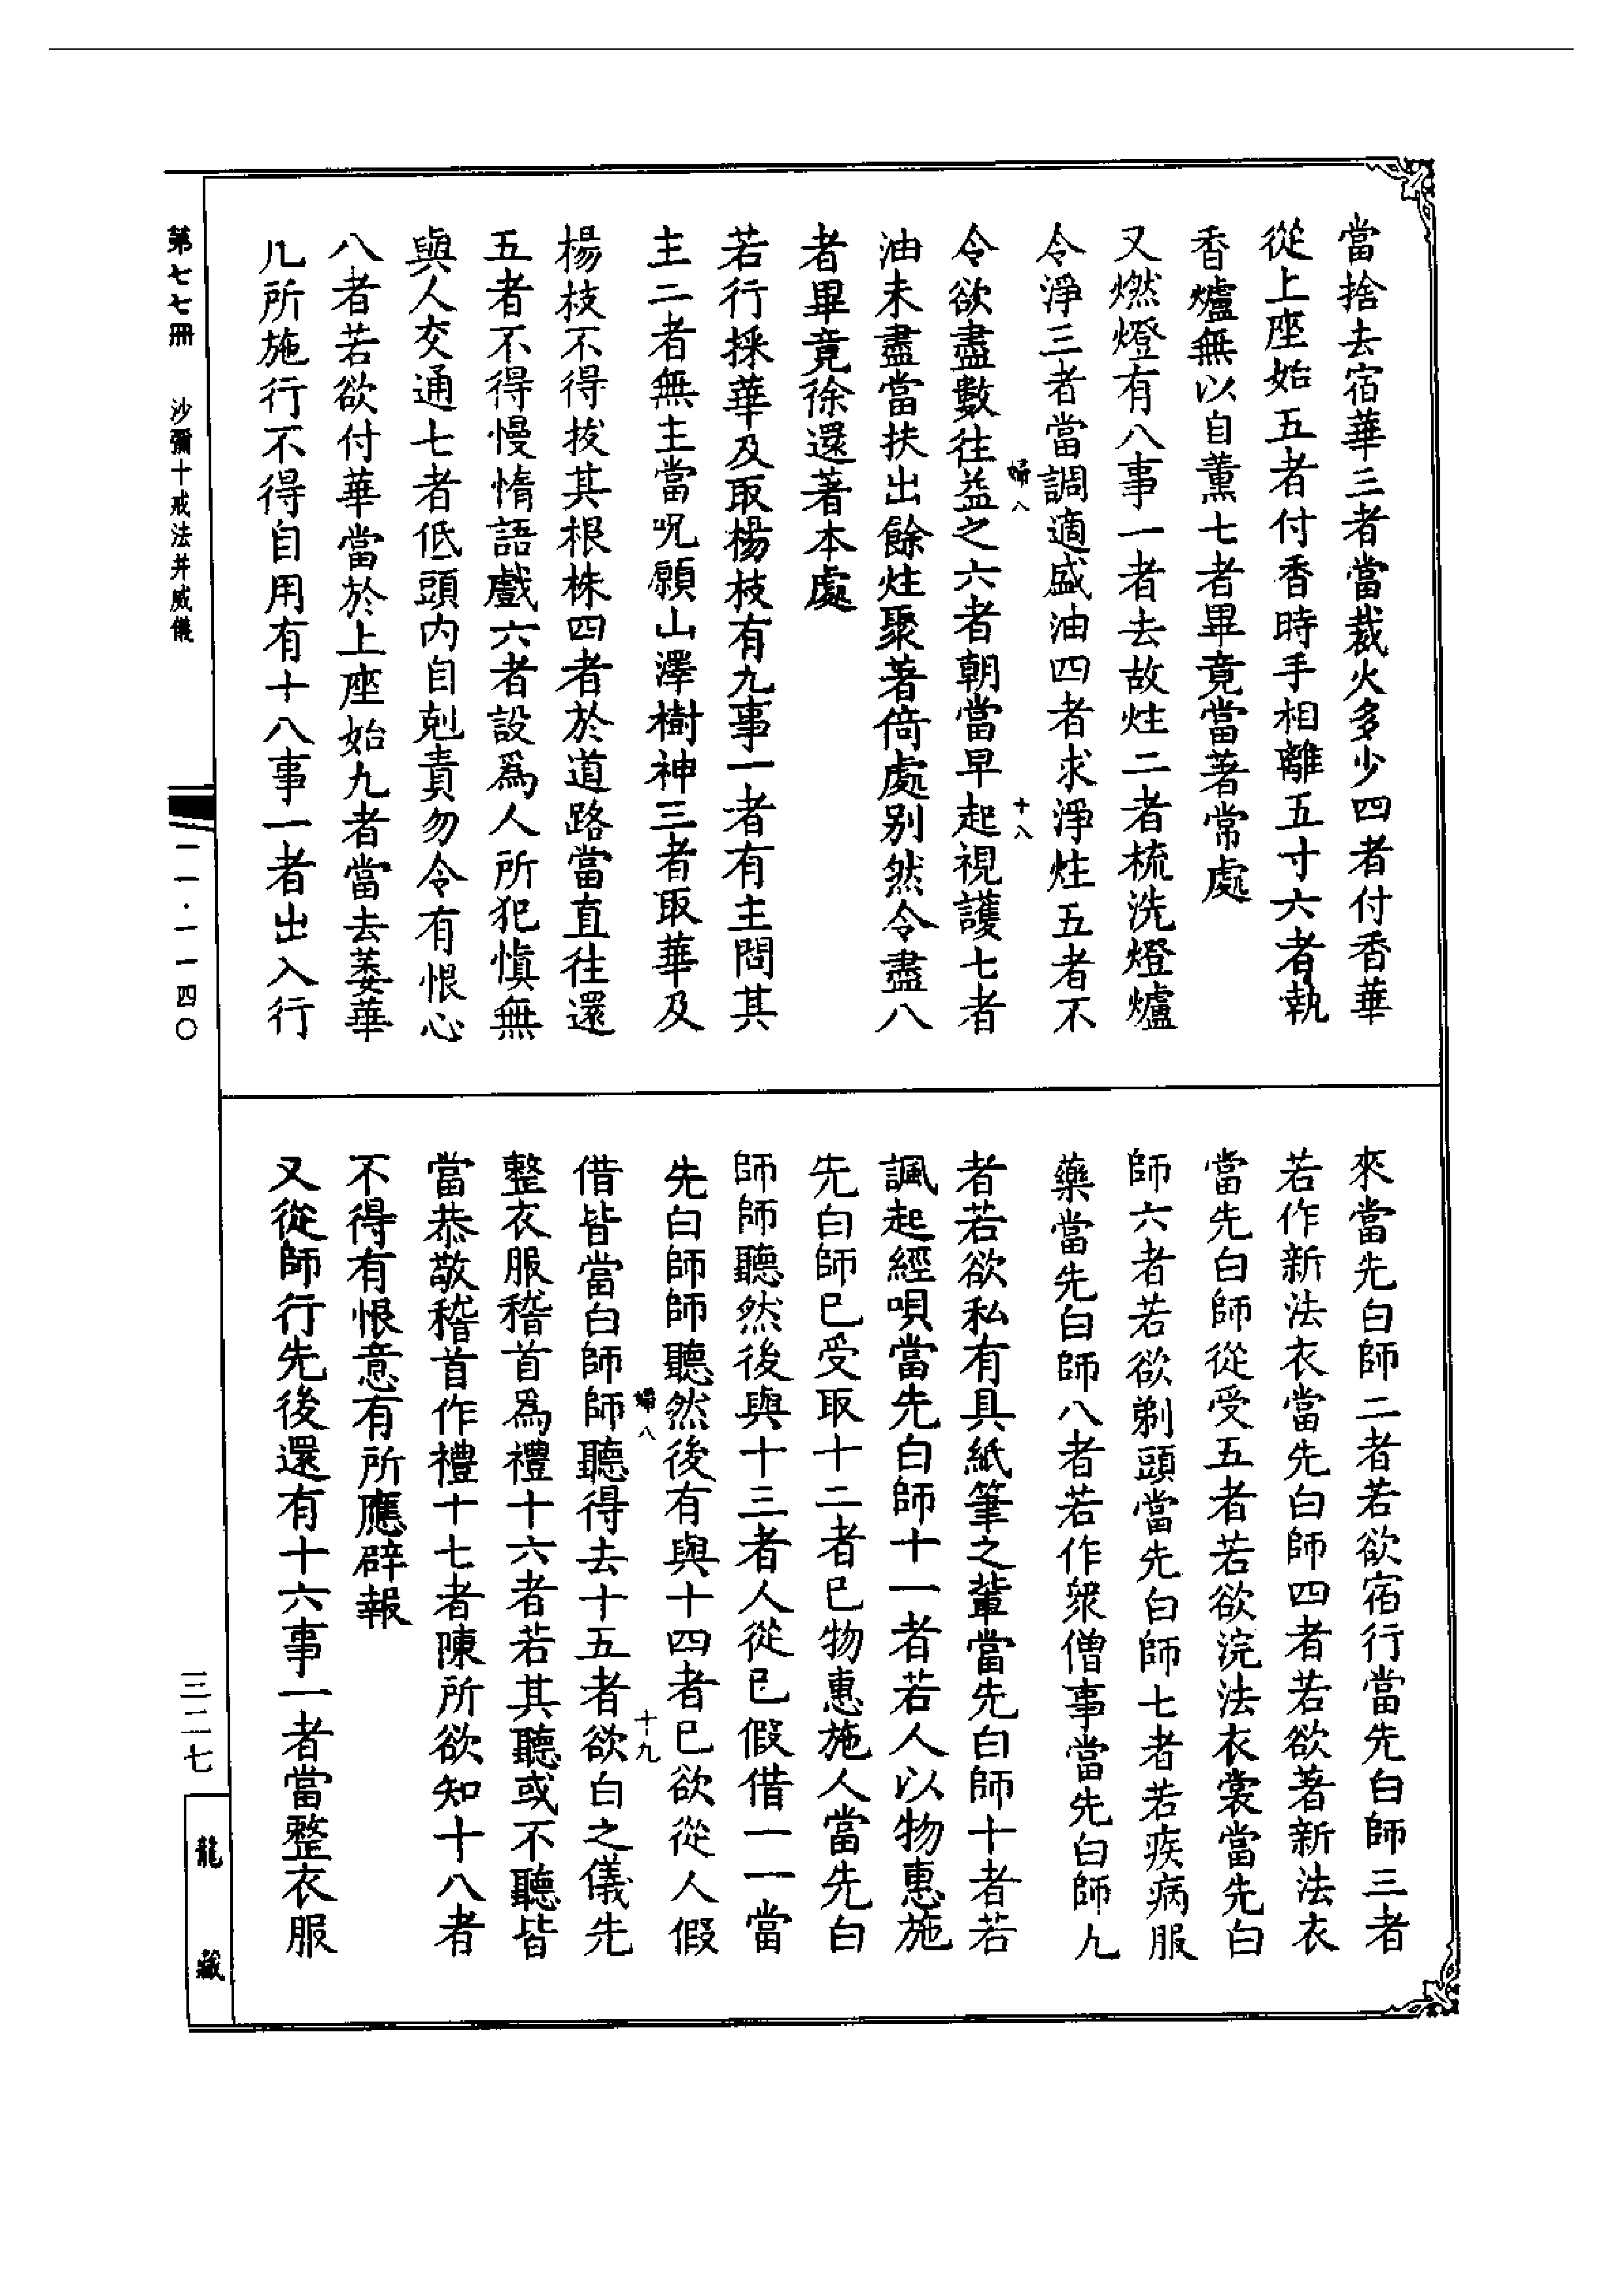 當捨去宿華三者當裁火多少四者付香華
從上座始五者付香時手相離五寸六者執
香爐無以自薰七者畢竟當著常處
又燃燈有八事一者去故炷二者梳洗燈爐
令淨三者當調適盛油四者求淨炷五者不
婦八
十八
令欲盡數往益之六者朝當早起視護七者
油未盡當扶出餘炷聚著倚處別然令盡八
者畢竟徐還著本處
若行採華及取楊枝有九事一者有主問其
主二者無主當呪願山澤樹神三者取華及
楊枝不得拔其根株四者於道路當直往還
五者不得慢惰語戲六者設爲人所犯慎無
與人交通七者低頭內自剋責勿令有恨心
八者若欲付華當於上座始九者當去萎華
凡所施行不得自用有十八事一者出入行
來當先白師二者若欲宿行當先白師三者
若作新法衣當先白師四者若欲著新法衣
當先白師從受五者若欲浣法衣裳當先白
師六者若欲剃頭當先白師七者若疾病服
藥當先白師八者若作衆僧事當先白師九
者若欲私有具紙筆之輩當先白師十者若
諷起經唄當先白師十一者若人以物惠施
先白師已受取十二者已物惠施人當先白
師師聽然後與十三者人從已假借一一當
先白師師聽然後有與十四者已欲從人假
婦八
十九
借皆當白師師聽得去十五者欲白之儀先
整衣服稽首爲禮十六者若其聽或不聽皆
當恭敬稽首作禮十七者陳所欲知十八者
不得有恨意有所應辟報
又從師行先後還有十六事一者當整衣服
第七七冊
沙彌十戒法并威儀
一一·一一四〇
三二七
龍藏